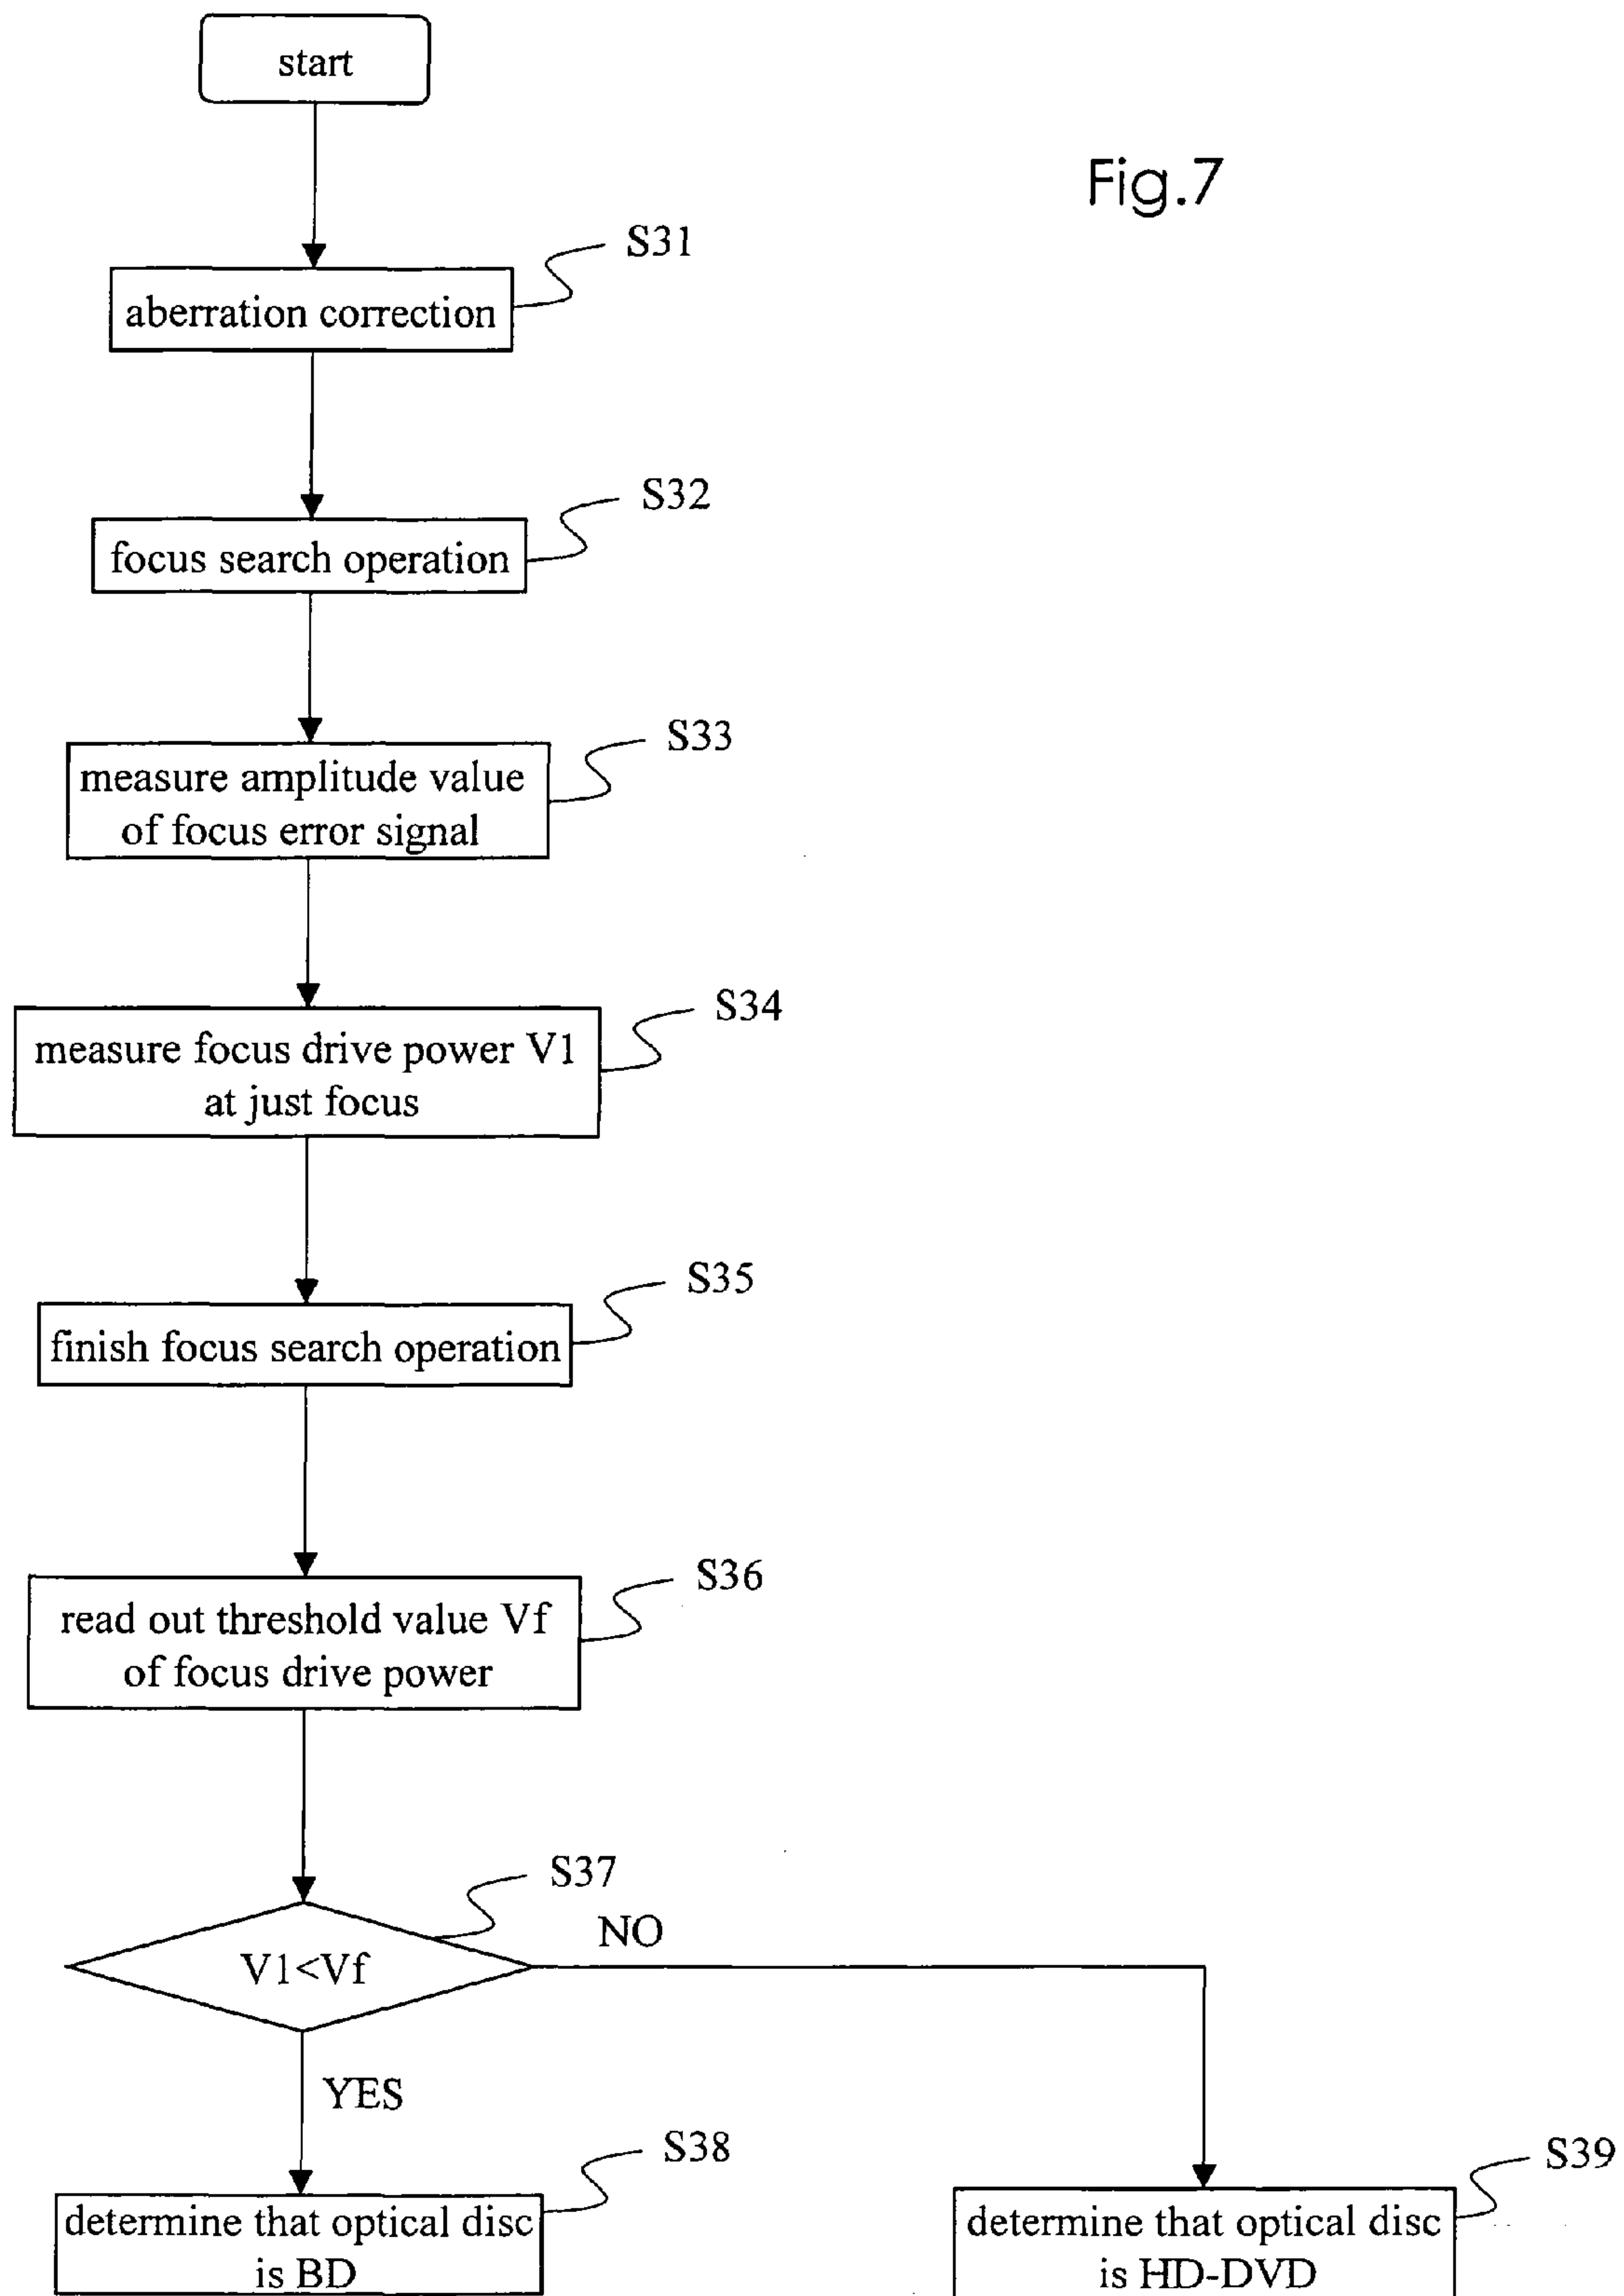 start
Fig.7
S31
aberration correction
S32
focus search operation
S33
measure amplitude value
of focus error signal
S34
measure focus drive power V1
at just focus
S35
finish focus search operation
S36
read out threshold value Vf
of focus drive power
S37
NO
V1<Vf
YES
S38
determine that optical disc
is BD
S39
determine that optical disc
is HD-DVD